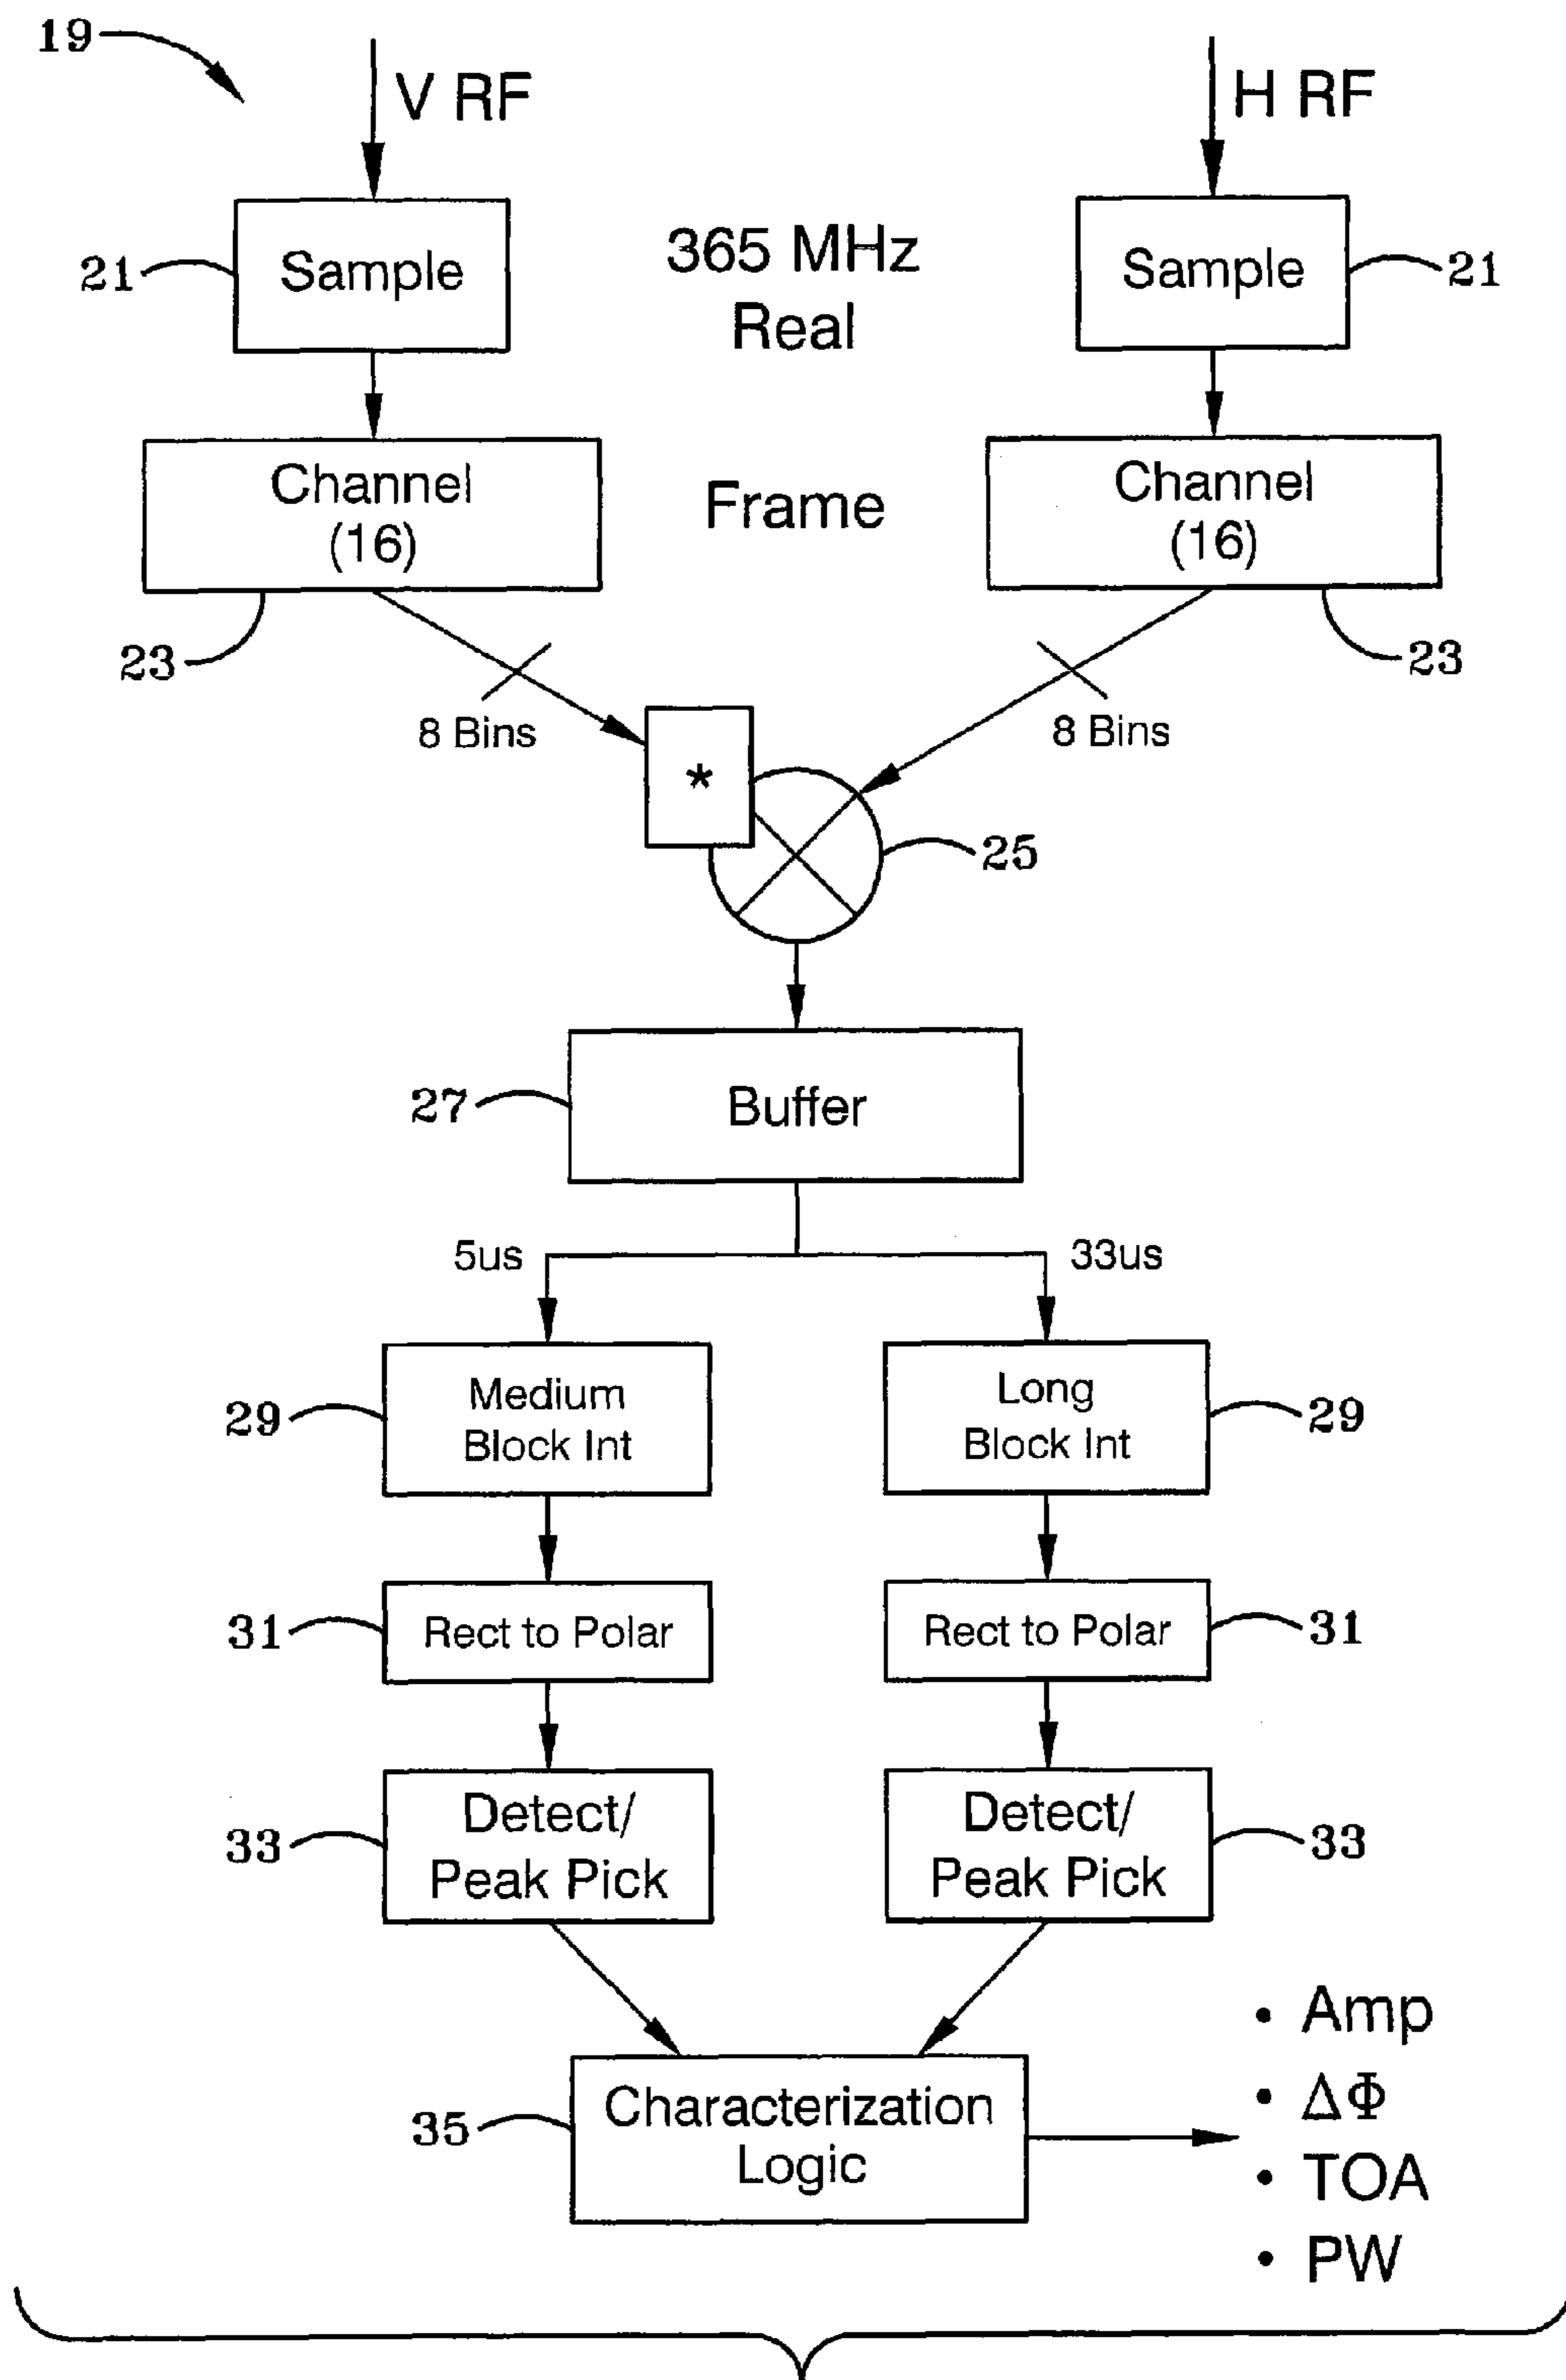 19
V RF
H RF
21
Sample
365 MHz
Real
Sample
21
Channel
(16)
Frame
Channel
(16)
23
8 Bins
8 Bins
23
*
25
27
Buffer
5us
33us
29
Medium
Block Int
Long
Block Int
29
31
Rect to Polar
Rect to Polar
31
33
Detect/
Peak Pick
Detect/
Peak Pick
33
35
Characterization
Logic
• Amp
• ΔΦ
• TOA
• PW